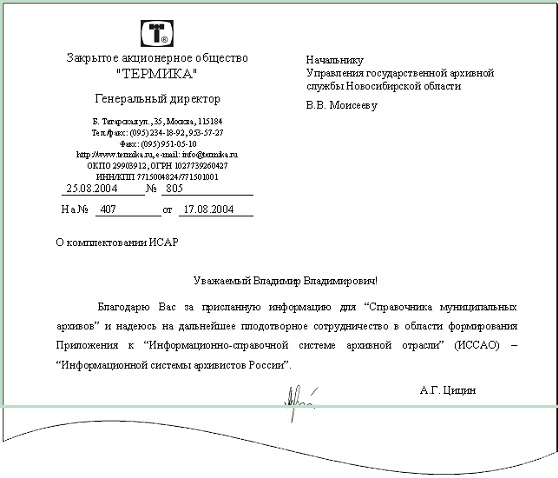 T®
Закрытое акционерное общество
"ТЕРМИКА"
Генеральный директор
Б. Татарская ул., 35, Москва, 115184
Тел/факс: (095) 234-18-92, 953-57-27
Факс: (095) 951-05-10
http://www.termika.ru, e-mail: info@termika.ru
ОКПО 29903912, ОГРН 1027739260427
ИНН/КПП 7715004824/771501001
25.08.2004 № 805
На № 407 от 17.08.2004
Начальнику
Управления государственной архивной
службы Новосибирской области
В.В. Моисееву
О комплектовании ИСАР
Уважаемый Владимир Владимирович!
Благодарю Вас за присланную информацию для “Справочника муниципальных
архивов” и надеюсь на дальнейшее плодотворное сотрудничество в области формирования
Приложения к “Информационно-справочной системе архивной отрасли” (ИССАО) –
“Информационной системы архивистов России”.
А.Г. Цицин